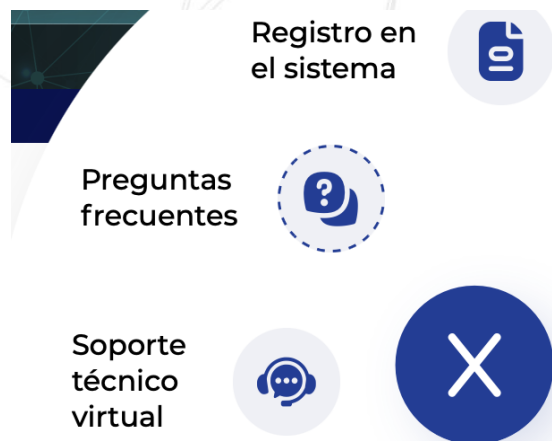 Registro en
el sistema
Preguntas
frecuentes
?
Soporte
técnico
virtual